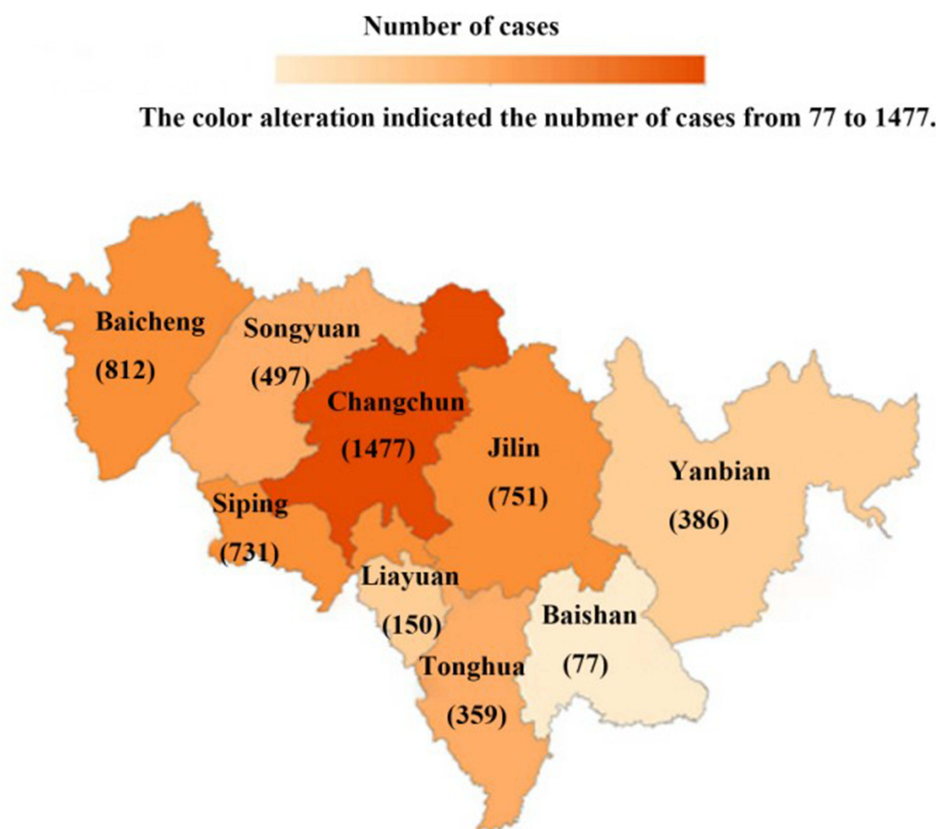 Number of cases
The color alteration indicated the nubmer of cases from 77 to 1477.
Baicheng
(812)
Songyuan
(497)
Changchun
(1477)
Jilin
(751)
Yanbian
(386)
Siping
(731)
Liayuan
(150)
Baishan
(77)
Tonghua
(359)